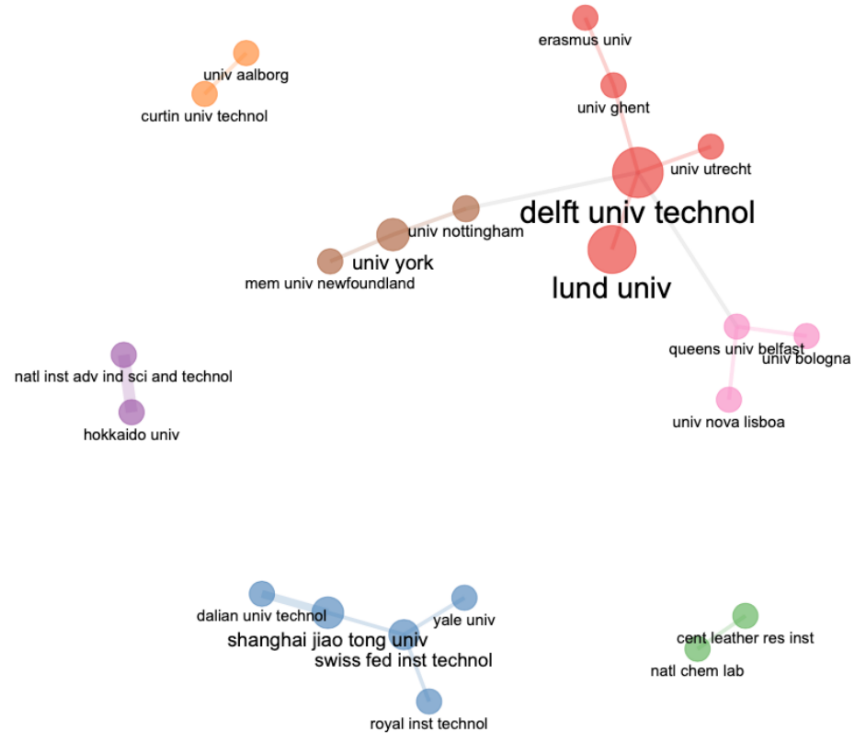 erasmus univ
univ aalborg
univ ghent
curtin univ technol
univ utrecht
delft univ technol
univ nottingham
univ york
mem univ newfoundland
lund univ
queens univ belfast
univ bologna
natl inst adv ind sci and technol
univ nova lisboa
hokkaido univ
dalian univ technol
yale univ
shanghai jiao tong univ
cent leather res inst
swiss fed inst technol
natl chem lab
royal inst technol